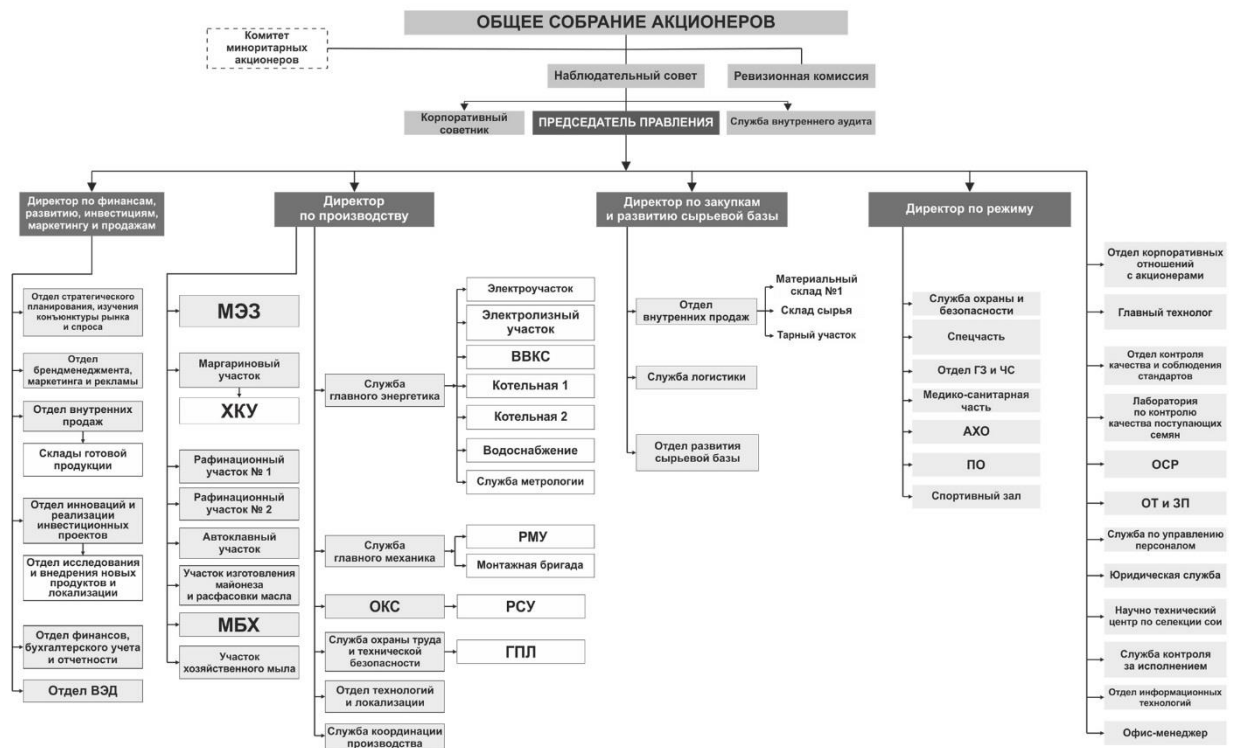 ОБЩЕЕ СОБРАНИЕ АКЦИОНЕРОВ
Комитет
миноритарных
акционеров
Наблюдательный совет
Ревизионная комиссия
Корпоративный
советник
ПРЕДСЕДАТЕЛЬ ПРАВЛЕНИЯ
Служба внутреннего аудита
Директор по финансам,
развитию, инвестициям,
маркетингу и продажам
Отдел стратегического
планирования, изучения
конъюнктуры рынка
и спроса
Отдел
брендменеджмента,
маркетинга и рекламы
Отдел внутренних
продаж
Склады готовой
продукции
Отдел инноваций и
реализации
инвестиционных
проектов
Отдел исследования
и внедрения новых
продуктов и
локализации
Отдел финансов,
бухгалтерского учета
и отчетности
Отдел ВЭД
Директор
по производству
МЭЗ
Маргариновый
участок
ХКУ
Рафинационный
участок № 1
Рафинационный
участок № 2
Автоклавный
участок
Участок изготовления
майонеза
и расфасовки масла
МБХ
Участок
хозяйственного мыла
Служба
главного энергетика
Электроучасток
Электролизный
участок
ВВКС
Котельная 1
Котельная 2
Водоснабжение
Служба метрологии
Служба
главного механика
РМУ
Монтажная бригада
ОКС
РСУ
Служба охраны труда
и технической
безопасности
ГПЛ
Отдел технологий
и локализации
Служба координации
производства
Директор по закупкам
и развитию сырьевой базы
Отдел
внутренних продаж
Материальный
склад №1
Склад сырья
Тарный участок
Служба логистики
Отдел развития
сырьевой базы
Директор по режиму
Служба охраны и
безопасности
Спецчасть
Отдел ГЗ и ЧС
Медико-санитарная
часть
АХО
ПО
Спортивный зал
Отдел корпоративных
отношений
с акционерами
Главный технолог
Отдел контроля
качества и соблюдения
стандартов
Лаборатория
по контролю
качества поступающих
семян
ОСР
ОТ и ЗП
Служба по управлению
персоналом
Юридическая служба
Научно технический
центр по селекции сои
Служба контроля
за исполнением
Отдел информационных
технологий
Офис-менеджер